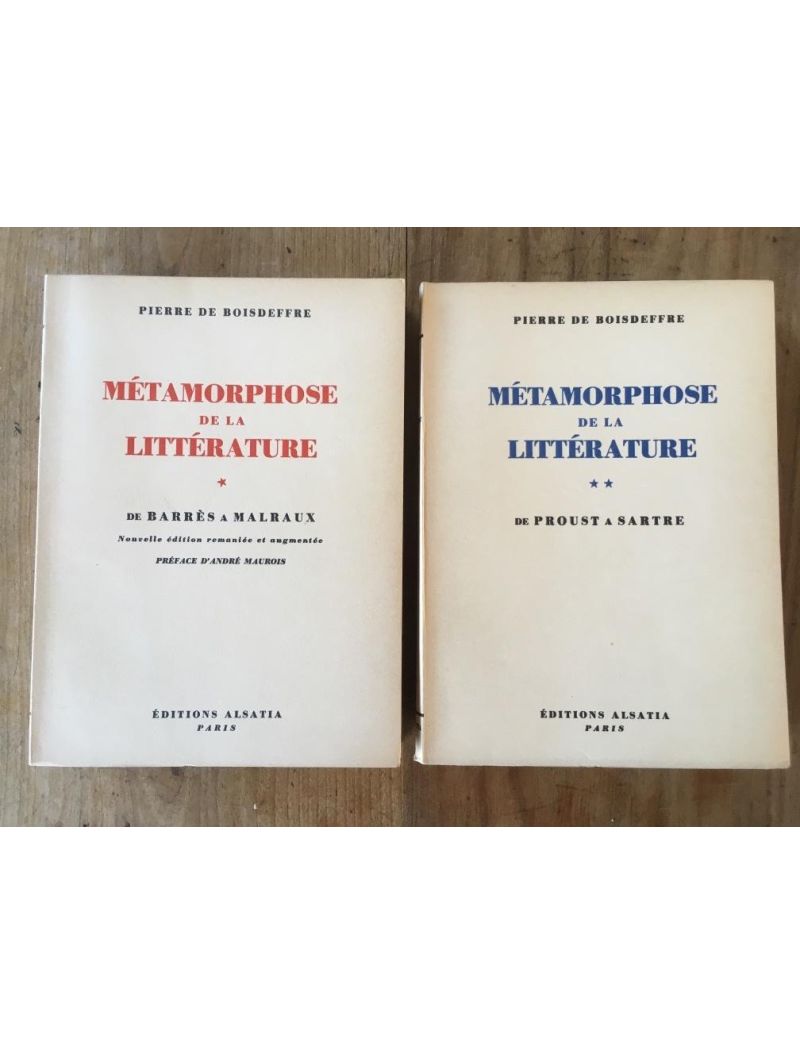 PIERRE DE BOISDEFFRE
MÉTAMORPHOSE
DE LA
LITTÉRATURE
*
DE BARRÈS A MALRAUX
Nouvelle édition remaniée et augmentée
PRÉFACE D'ANDRÉ MAUROIS
ÉDITIONS ALSATIA
PARIS
PIERRE DE BOISDEFFRE
MÉTAMORPHOSE
DE LA
LITTÉRATURE
**
DE PROUST A SARTRE
ÉDITIONS ALSATIA
PARIS